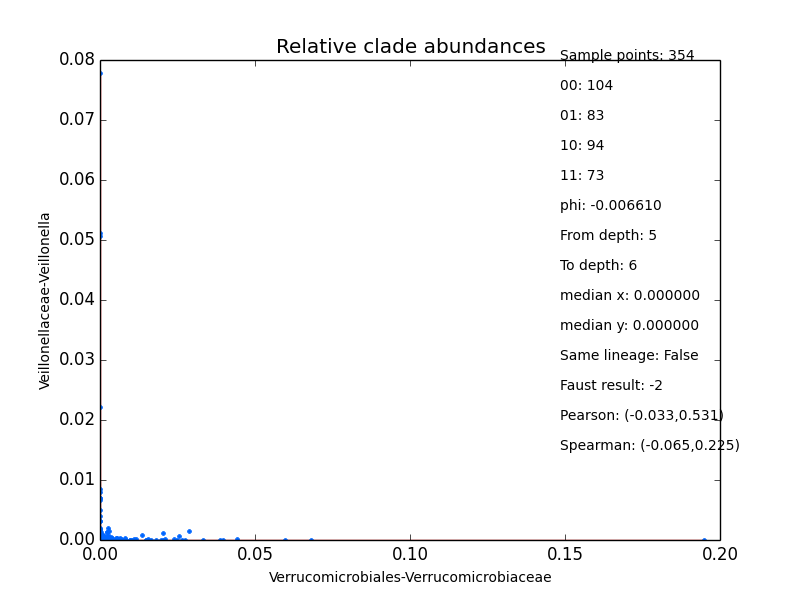 Relative clade abundances
Sample points: 354
00: 104
01: 83
10: 94
11: 73
phi: -0.006610
From depth: 5
To depth: 6
median x: 0.000000
median y: 0.000000
Same lineage: False
Faust result: -2
Pearson: (-0.033,0.531)
Spearman: (-0.065,0.225)
0.08
0.07
0.06
0.05
0.04
0.03
0.02
0.01
0.00
Veillonellaceae-Veillonella
0.00 0.05 0.10 0.15 0.20
Verrucomicrobiales-Verrucomicrobiaceae